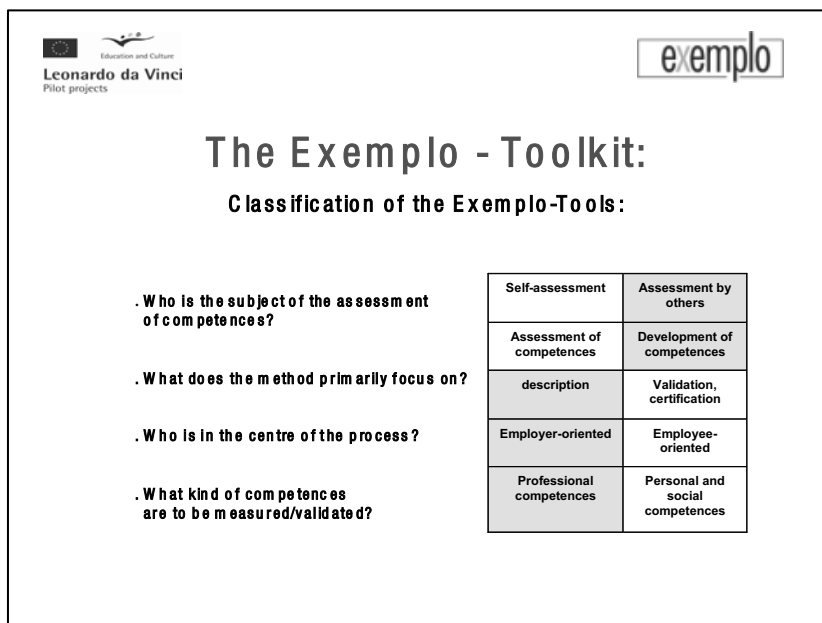 Education and Culture
Leonardo da Vinci
Pilot projects
exemplo
The Exemplo - Toolkit:
Classification of the Exemplo-Tools:
. Who is the subject of the assessment
of competences?
. What does the method primarily focus on?
. Who is in the centre of the process?
. What kind of competences
are to be measured/validated?
Self-assessment
Assessment by
others
Assessment of
competences
Development of
competences
description
Validation,
certification
Employer-oriented
Employee-
oriented
Professional
competences
Personal and
social
competences